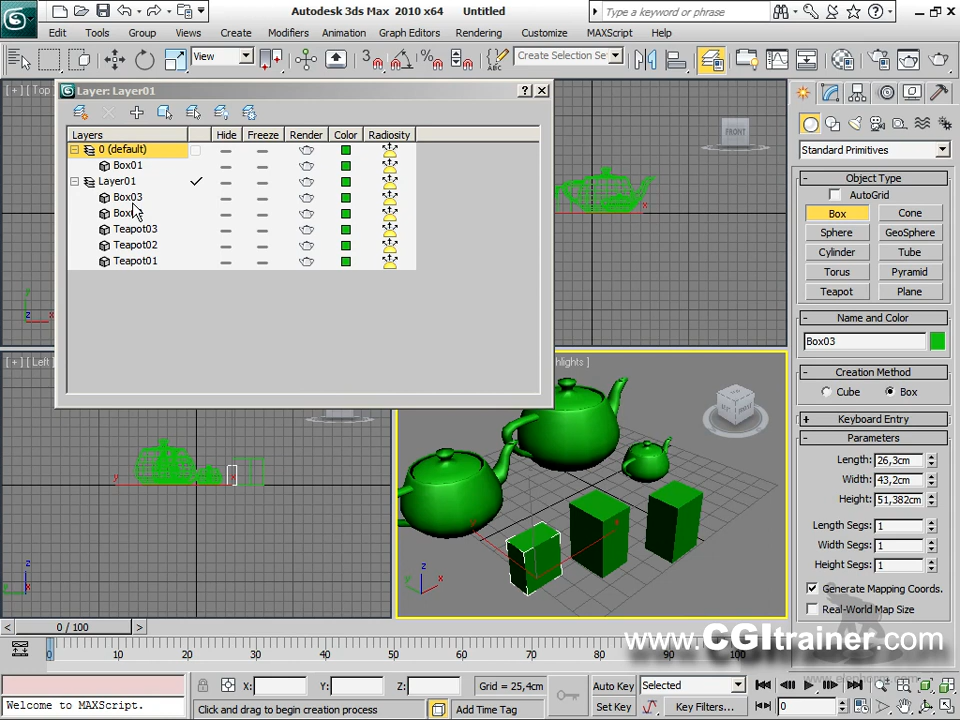 Autodesk 3ds Max 2010 x64 Untitled
Type a keyword or phrase
Edit Tools Group Views Create Modifiers Animation Graph Editors Rendering Customize MAXScript Help
View
Create Selection Se
[ + ] [ Top
Layer: Layer01
Layers Hide Freeze Render Color Radiosity
0 (default)
Box01
Layer01
Box03
Box
Teapot03
Teapot02
Teapot01
FRONT
Standard Primitives
Object Type
AutoGrid
Box Cone
Sphere GeoSphere
Cylinder Tube
Torus Pyramid
Teapot Plane
Name and Color
Box03
Creation Method
Cube Box
Keyboard Entry
Parameters
Length: 26,3cm
Width: 43,2cm
Height: 51,382cm
Length Segs: 1
Width Segs: 1
Height Segs: 1
Generate Mapping Coords.
Real-World Map Size
[ + ] [ Left ]
hlights ]
0 / 100
0 10 20 30 40 50 60 70 80 90 100
www.CGItrainer.com
X: Y: Z: Grid = 25,4cm
Auto Key Selected
Set Key Key Filters...
0
Welcome to MAXScript.
Click and drag to begin creation process
Add Time Tag